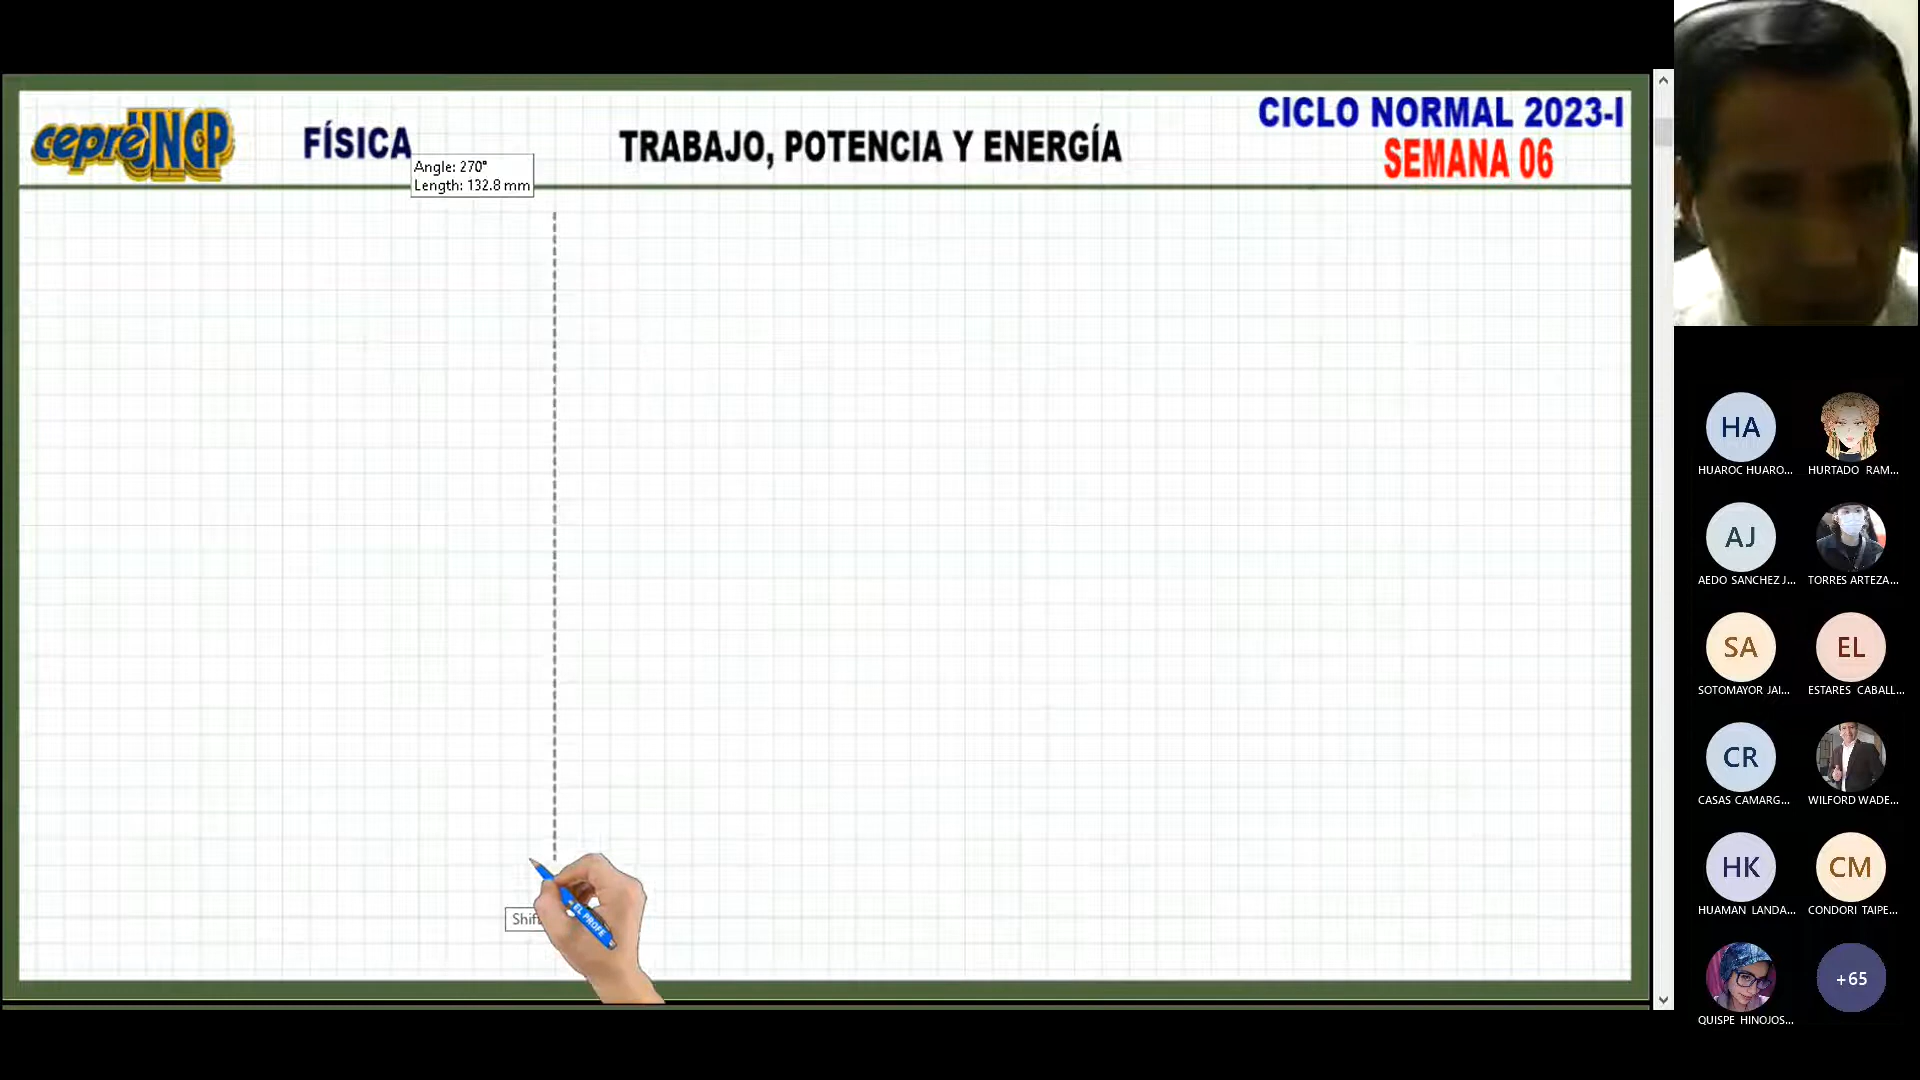 cepreUNCP
FÍSICA
TRABAJO, POTENCIA Y ENERGÍA
CICLO NORMAL 2023-I
SEMANA 06
Angle: 270°
Length: 132.8 mm
EL PROFE
HA
HUAROC HUARO...
HURTADO RAM...
AJ
AEDO SANCHEZ J...
TORRES ARTEZA...
SA
SOTOMAYOR JAI...
EL
ESTARES CABALL...
CR
CASAS CAMARG...
WILFORD WADE...
HK
HUAMAN LANDA...
CM
CONDORI TAIPE...
QUISPE HINOJOS...
+65